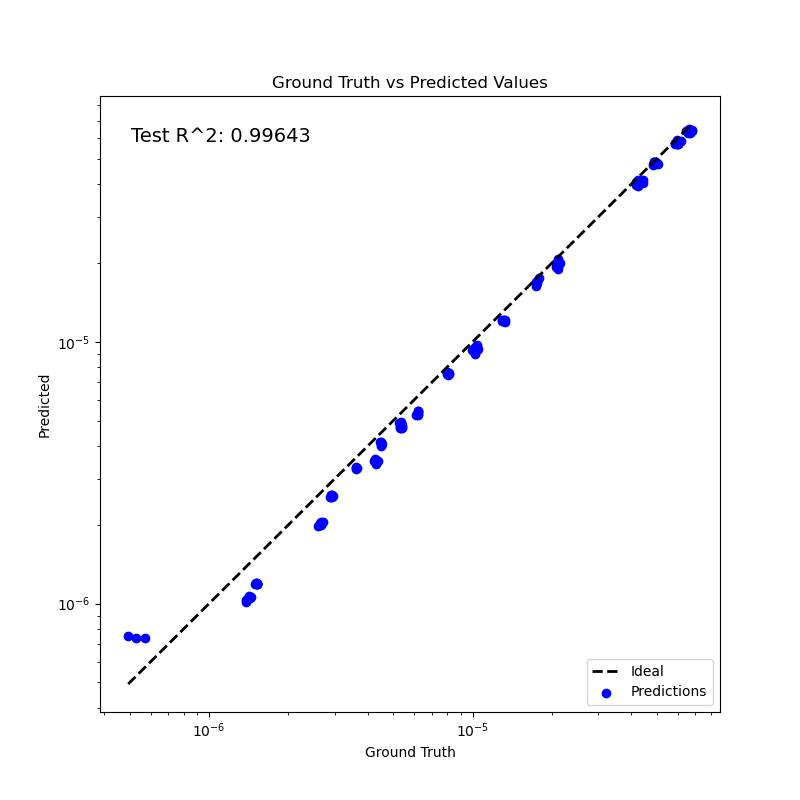 Ground Truth vs Predicted Values
Test R^2: 0.99643
10⁻⁵
10⁻⁶
Predicted
10⁻⁶
10⁻⁵
Ground Truth
Ideal
Predictions